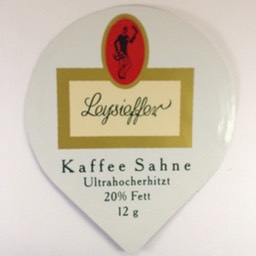 Leysieffer
Kaffee Sahne
Ultrahocherhitzt
20% Fett
12 g